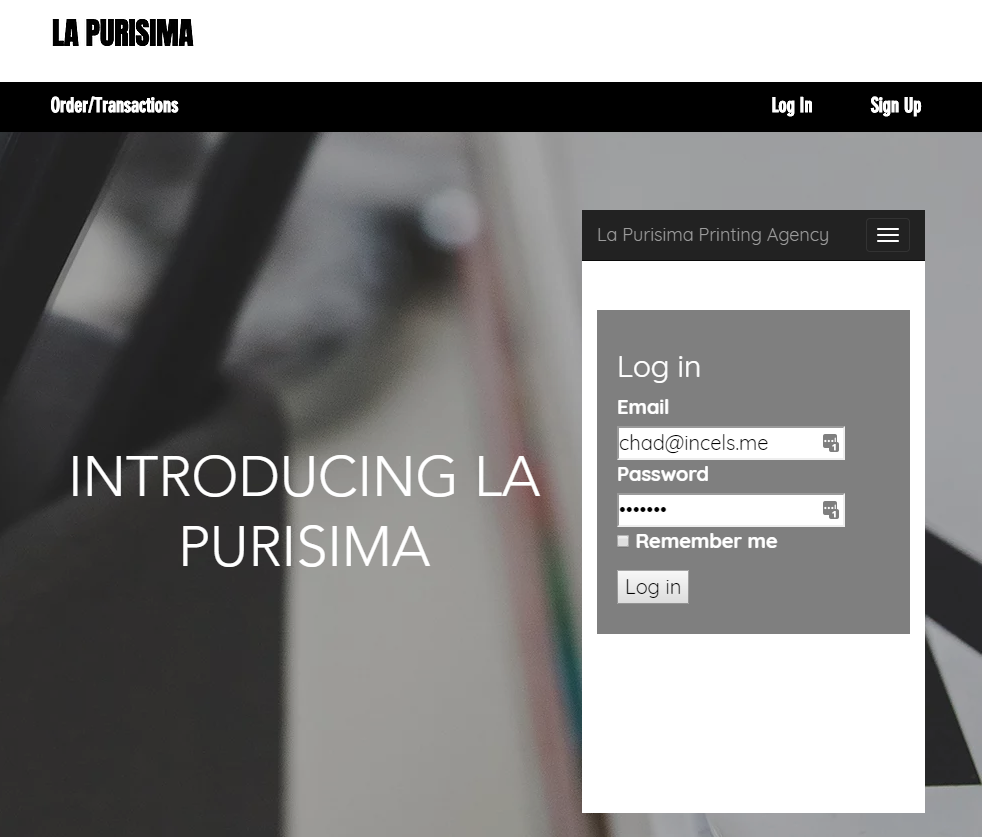 LA PURISIMA
Order/Transactions
Log In
Sign Up
INTRODUCING LA
PURISIMA
La Purisima Printing Agency
Log in
Email
chad@incels.me
Password
•••••••
Remember me
Log in